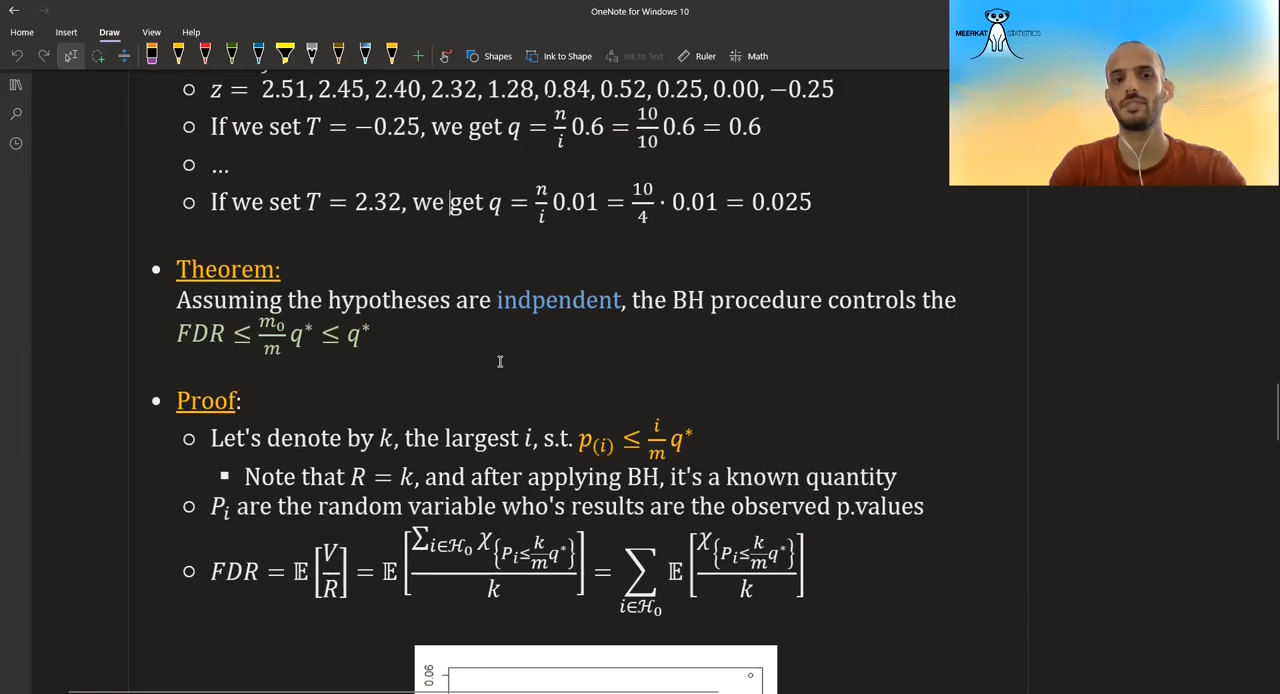 OneNote for Windows 10
Home Insert Draw View Help
Shapes Ink to Shape Ink to Text Ruler Math
MEERKAT STATISTICS
z = 2.51, 2.45, 2.40, 2.32, 1.28, 0.84, 0.52, 0.25, 0.00, −0.25
If we set T = −0.25, we get q = n/i 0.6 = 10/10 0.6 = 0.6
...
If we set T = 2.32, we get q = n/i 0.01 = 10/4 · 0.01 = 0.025
Theorem:
Assuming the hypotheses are indpendent, the BH procedure controls the
FDR ≤ m₀/m q* ≤ q*
Proof:
Let's denote by k, the largest i, s.t. p₍ᵢ₎ ≤ i/m q*
Note that R = k, and after applying BH, it's a known quantity
Pᵢ are the random variable who's results are the observed p.values
FDR = 𝔼[V/R] = 𝔼[∑_{i∈ℋ₀} χ_{{Pᵢ≤k/m q*}} / k] = ∑_{i∈ℋ₀} 𝔼[χ_{{Pᵢ≤k/m q*}} / k]
0.06